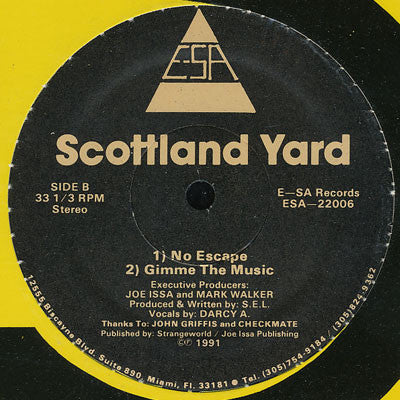 E-SA
Scottland Yard
SIDE B
33 1/3 RPM
Stereo
E—SA Records
ESA—22006
1) No Escape
2) Gimme The Music
Executive Producers:
JOE ISSA and MARK WALKER
Produced & Written by: S.E.L.
Vocals by: DARCY A.
Thanks To: JOHN GRIFFIS and CHECKMATE
Published by: Strangeworld / Joe Issa Publishing
©℗ 1991
12555 Biscayne Blvd. Suite 890, Miami, Fl. 33181 • Tel. (305)754-9184 / (305)824-9362